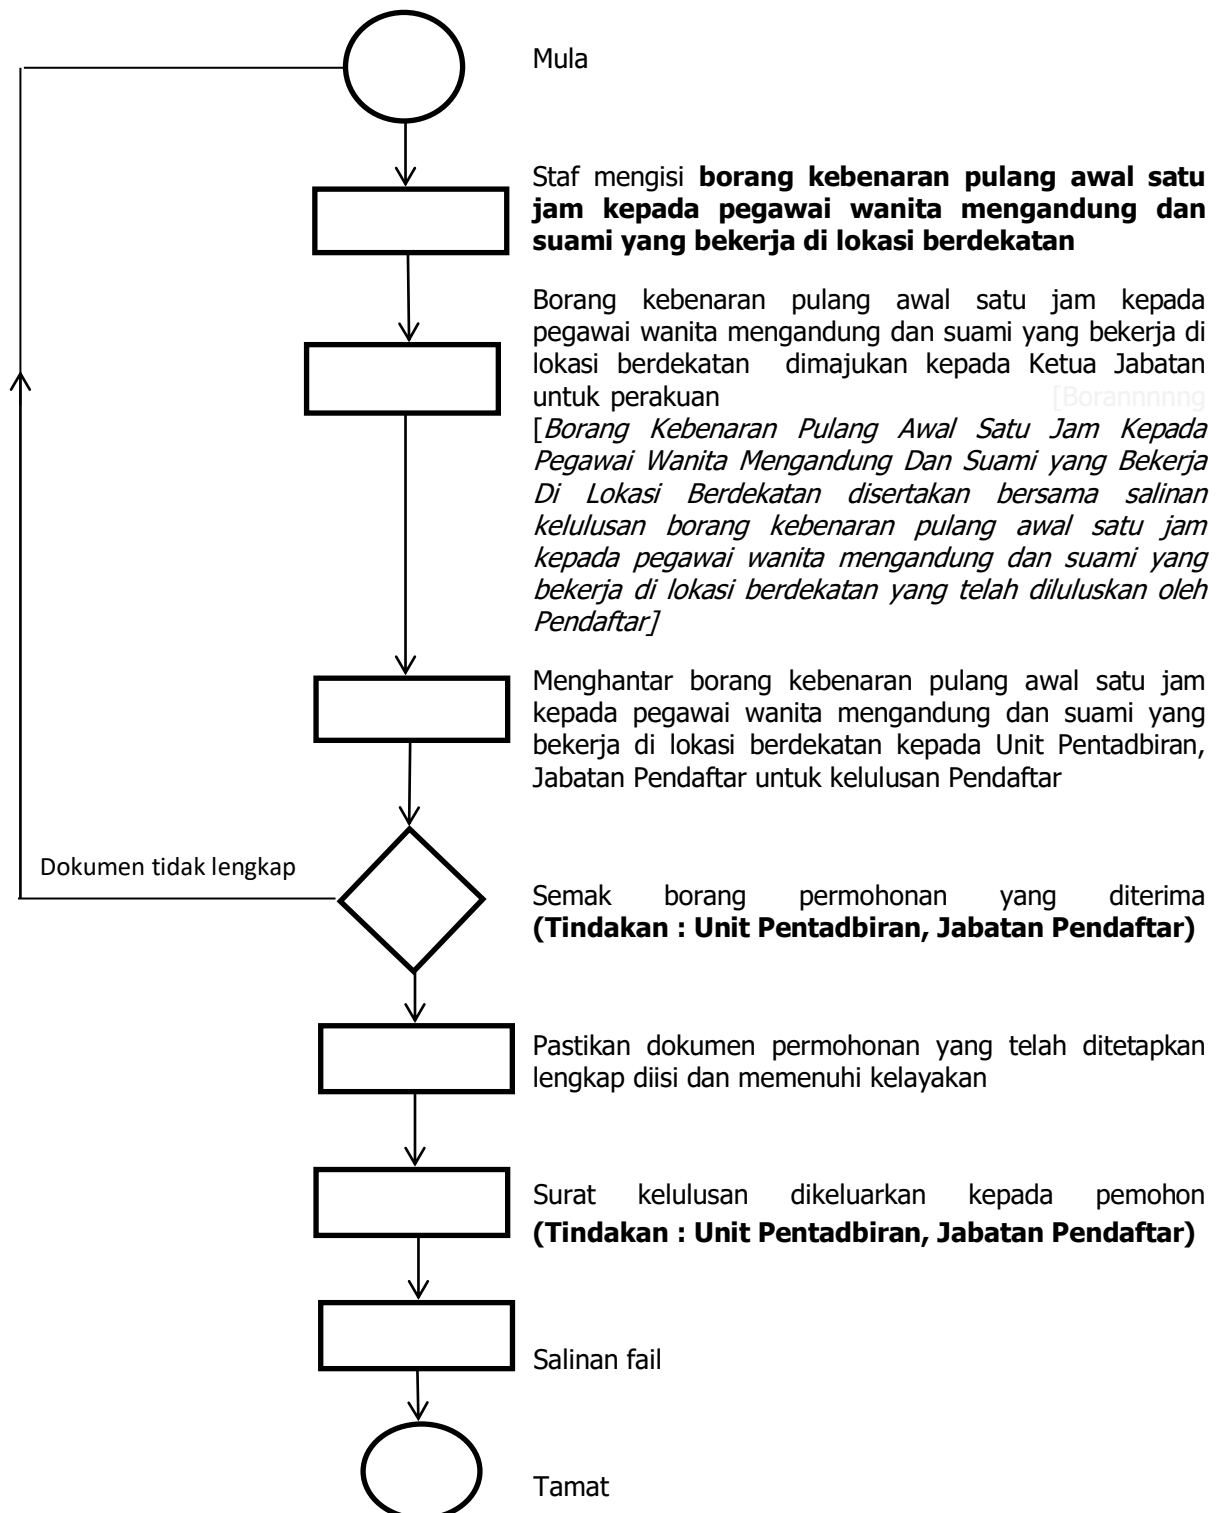 Mula
Staf mengisi borang kebenaran pulang awal satu
jam kepada pegawai wanita mengandung dan
suami yang bekerja di lokasi berdekatan
Borang kebenaran pulang awal satu jam kepada
pegawai wanita mengandung dan suami yang bekerja di
lokasi berdekatan dimajukan kepada Ketua Jabatan
untuk perakuan [Borannnnng
[Borang Kebenaran Pulang Awal Satu Jam Kepada
Pegawai Wanita Mengandung Dan Suami yang Bekerja
Di Lokasi Berdekatan disertakan bersama salinan
kelulusan borang kebenaran pulang awal satu jam
kepada pegawai wanita mengandung dan suami yang
bekerja di lokasi berdekatan yang telah diluluskan oleh
Pendaftar]
Menghantar borang kebenaran pulang awal satu jam
kepada pegawai wanita mengandung dan suami yang
bekerja di lokasi berdekatan kepada Unit Pentadbiran,
Jabatan Pendaftar untuk kelulusan Pendaftar
Dokumen tidak lengkap
Semak borang permohonan yang diterima
(Tindakan : Unit Pentadbiran, Jabatan Pendaftar)
Pastikan dokumen permohonan yang telah ditetapkan
lengkap diisi dan memenuhi kelayakan
Surat kelulusan dikeluarkan kepada pemohon
(Tindakan : Unit Pentadbiran, Jabatan Pendaftar)
Salinan fail
Tamat